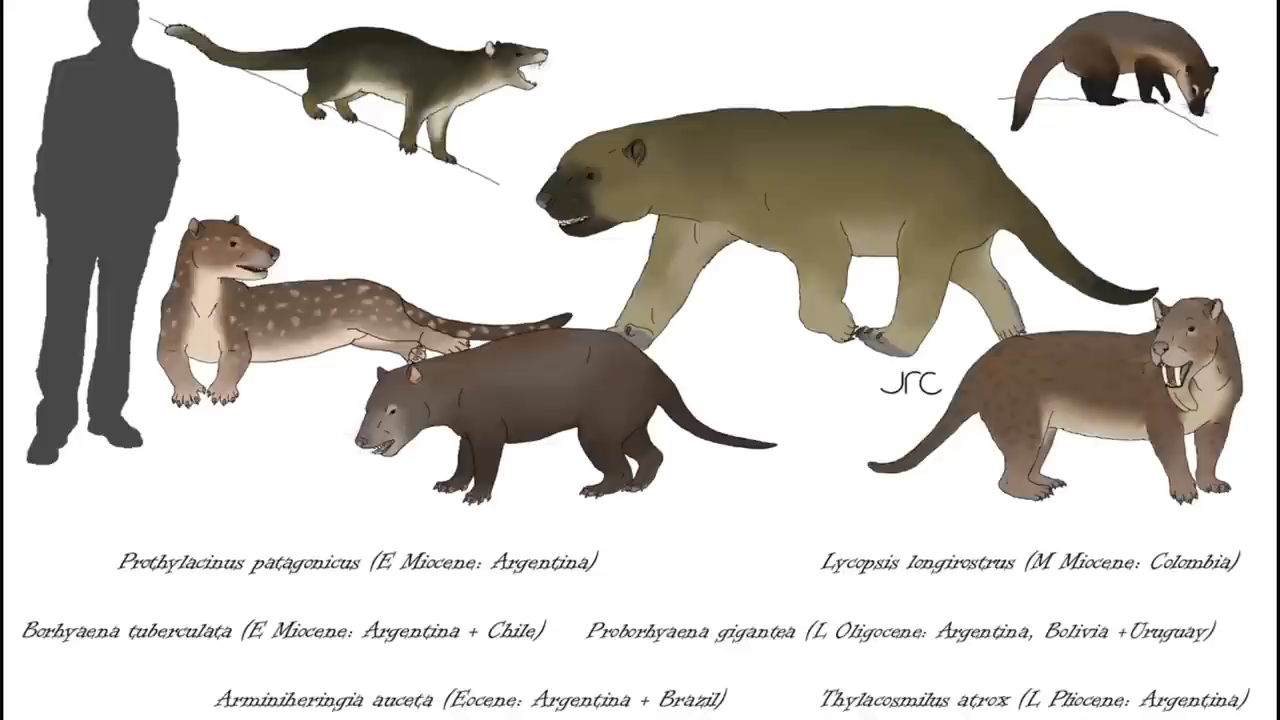 JrC
Prothylacinus patagonicus (E Miocene: Argentina)
Lycopsis longirostrus (M Miocene: Colombia)
Borhyaena tuberculata (E Miocene: Argentina + Chile)
Proborhyaena gigantea (L Oligocene: Argentina, Bolivia +Uruguay)
Arminiheringia auceta (Eocene: Argentina + Brazil)
Thylacosmilus atrox (L Pliocene: Argentina)